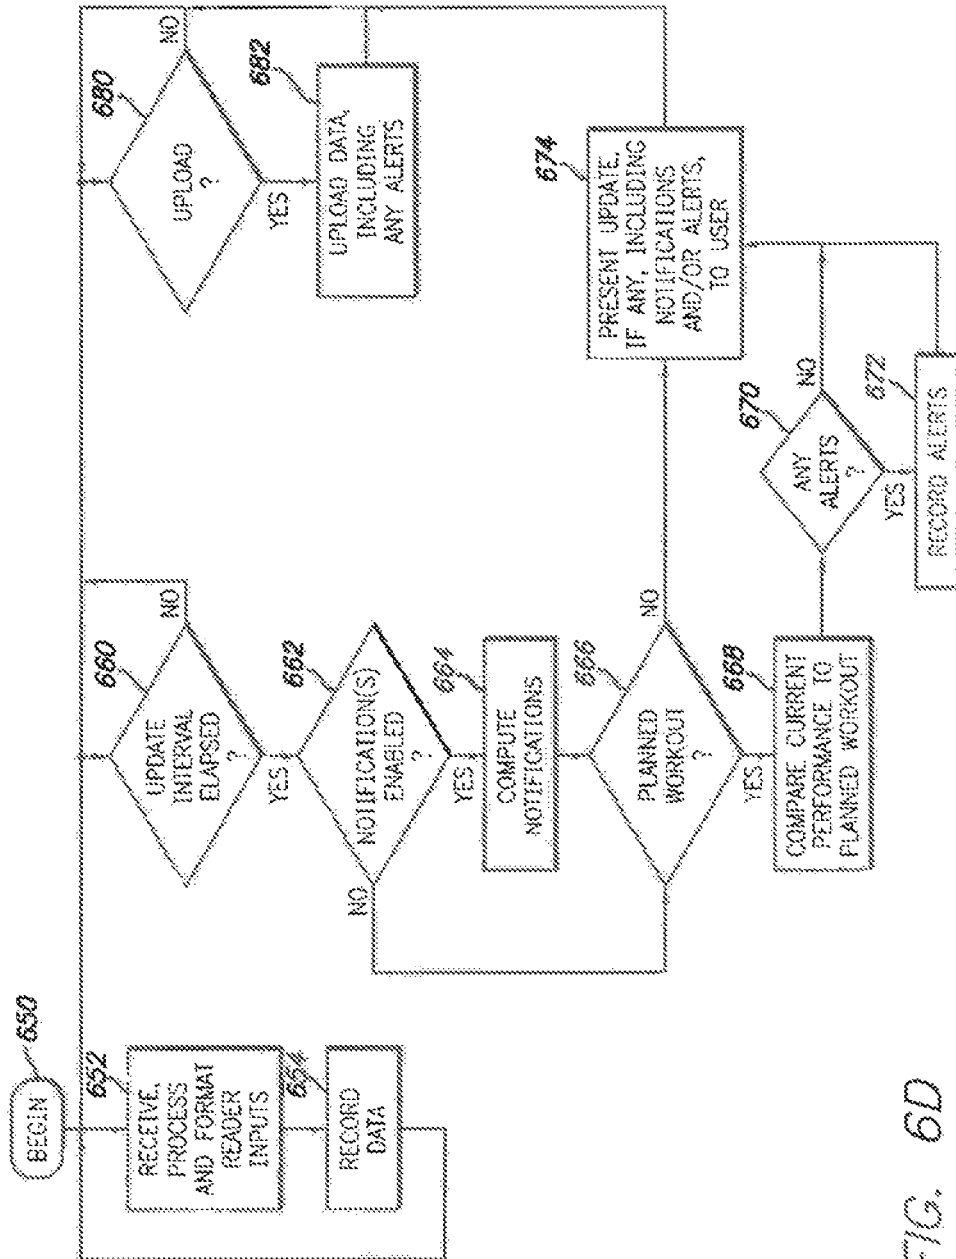 BEGIN
650
652
RECEIVE,
PROCESS
AND FORMAT
READER
INPUTS
654
RECORD
DATA
660
UPDATE
INTERVAL
ELAPSED
?
NO
YES
662
NOTIFICATION(S)
ENABLED
?
NO
YES
664
COMPUTE
NOTIFICATIONS
666
PLANNED
WORKOUT
?
NO
YES
668
COMPARE CURRENT
PERFORMANCE TO
PLANNED WORKOUT
670
ANY
ALERTS
?
NO
YES
672
RECORD ALERTS
674
PRESENT UPDATE,
IF ANY, INCLUDING
NOTIFICATIONS
AND/OR ALERTS,
TO USER
680
UPLOAD
?
NO
YES
682
UPLOAD DATA,
INCLUDING
ANY ALERTS
FIG. 6D